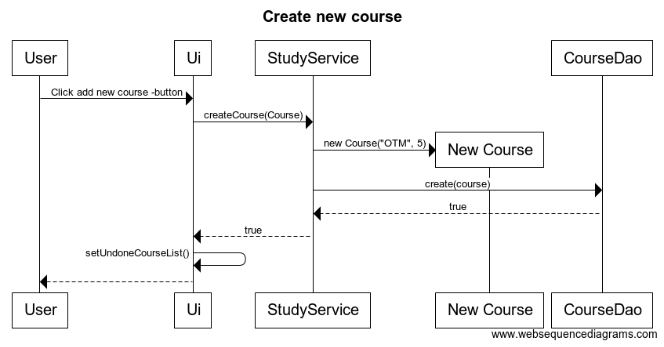 Create new course
User Ui StudyService CourseDao
Click add new course -button
createCourse(Course)
new Course("OTM", 5)
New Course
create(course)
true
true
setUndoneCourseList()
User Ui StudyService New Course CourseDao
www.websequencediagrams.com